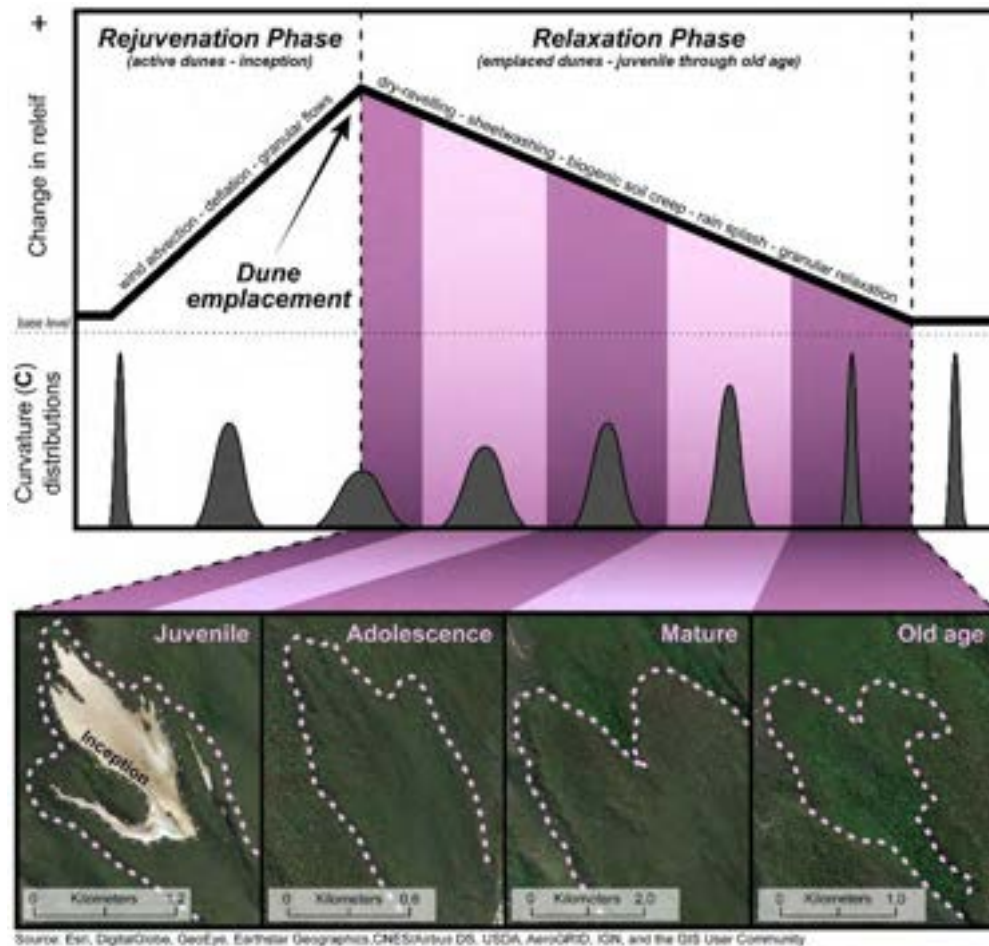 +
Rejuvenation Phase
(active dunes - inception)
Relaxation Phase
(emplaced dunes - juvenile through old age)
Change in releif
wind advection - deflation - granular flows
dry-ravelling - sheetwashing - biogenic soil creep - rain splash - granular relaxation
Dune
emplacement
base level
Curvature (C)
distributions
Juvenile
Adolescence
Mature
Old age
Inception
0 Kilometers 1,2
0 Kilometers 0,6
0 Kilometers 2,0
0 Kilometers 1,0
Source: Esri, DigitalGlobe, GeoEye, Earthstar Geographics,CNES/Airbus DS, USDA, AeroGRID, IGN, and the GIS User Community